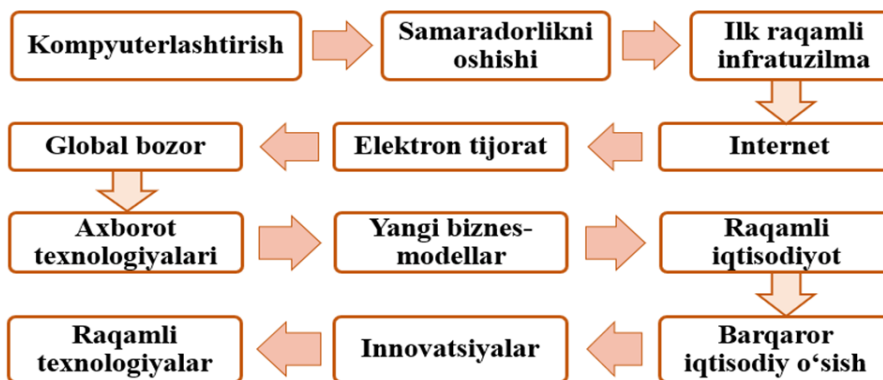 Kompyuterlashtirish
Samaradorlikni
oshishi
Ilk raqamli
infratuzilma
Internet
Elektron tijorat
Global bozor
Axborot
texnologiyalari
Yangi biznes-
modellar
Raqamli
iqtisodiyot
Barqaror
iqtisodiy o‘sish
Innovatsiyalar
Raqamli
texnologiyalar